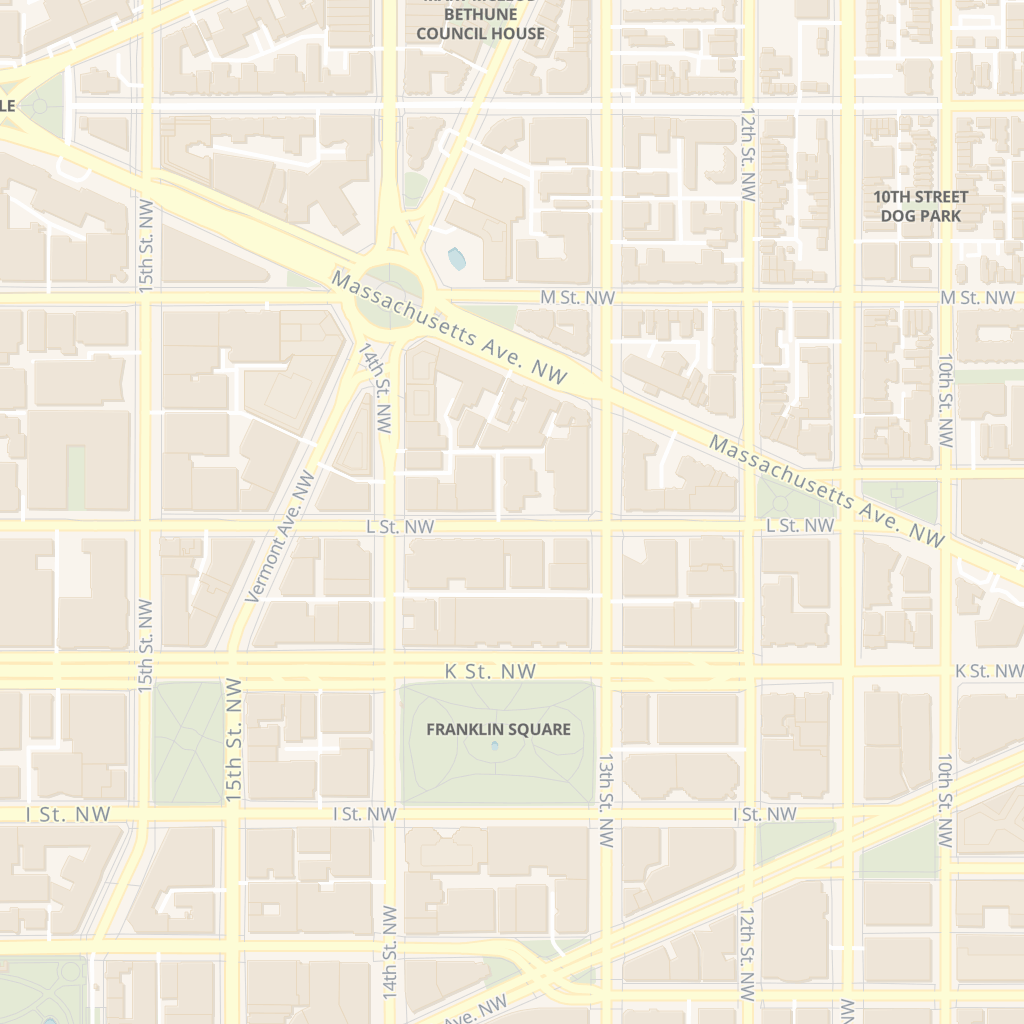 BETHUNE
COUNCIL HOUSE
LE
12th St. NW
10TH STREET
DOG PARK
15th St. NW
Massachusetts Ave. NW
M St. NW
M St. NW
14th St. NW
10th St. NW
Massachusetts Ave. NW
Vermont Ave. NW
L St. NW
L St. NW
15th St. NW
K St. NW
K St. NW
15th St. NW
FRANKLIN SQUARE
13th St. NW
10th St. NW
I St. NW
I St. NW
I St. NW
14th St. NW
12th St. NW
Ave. NW
NW